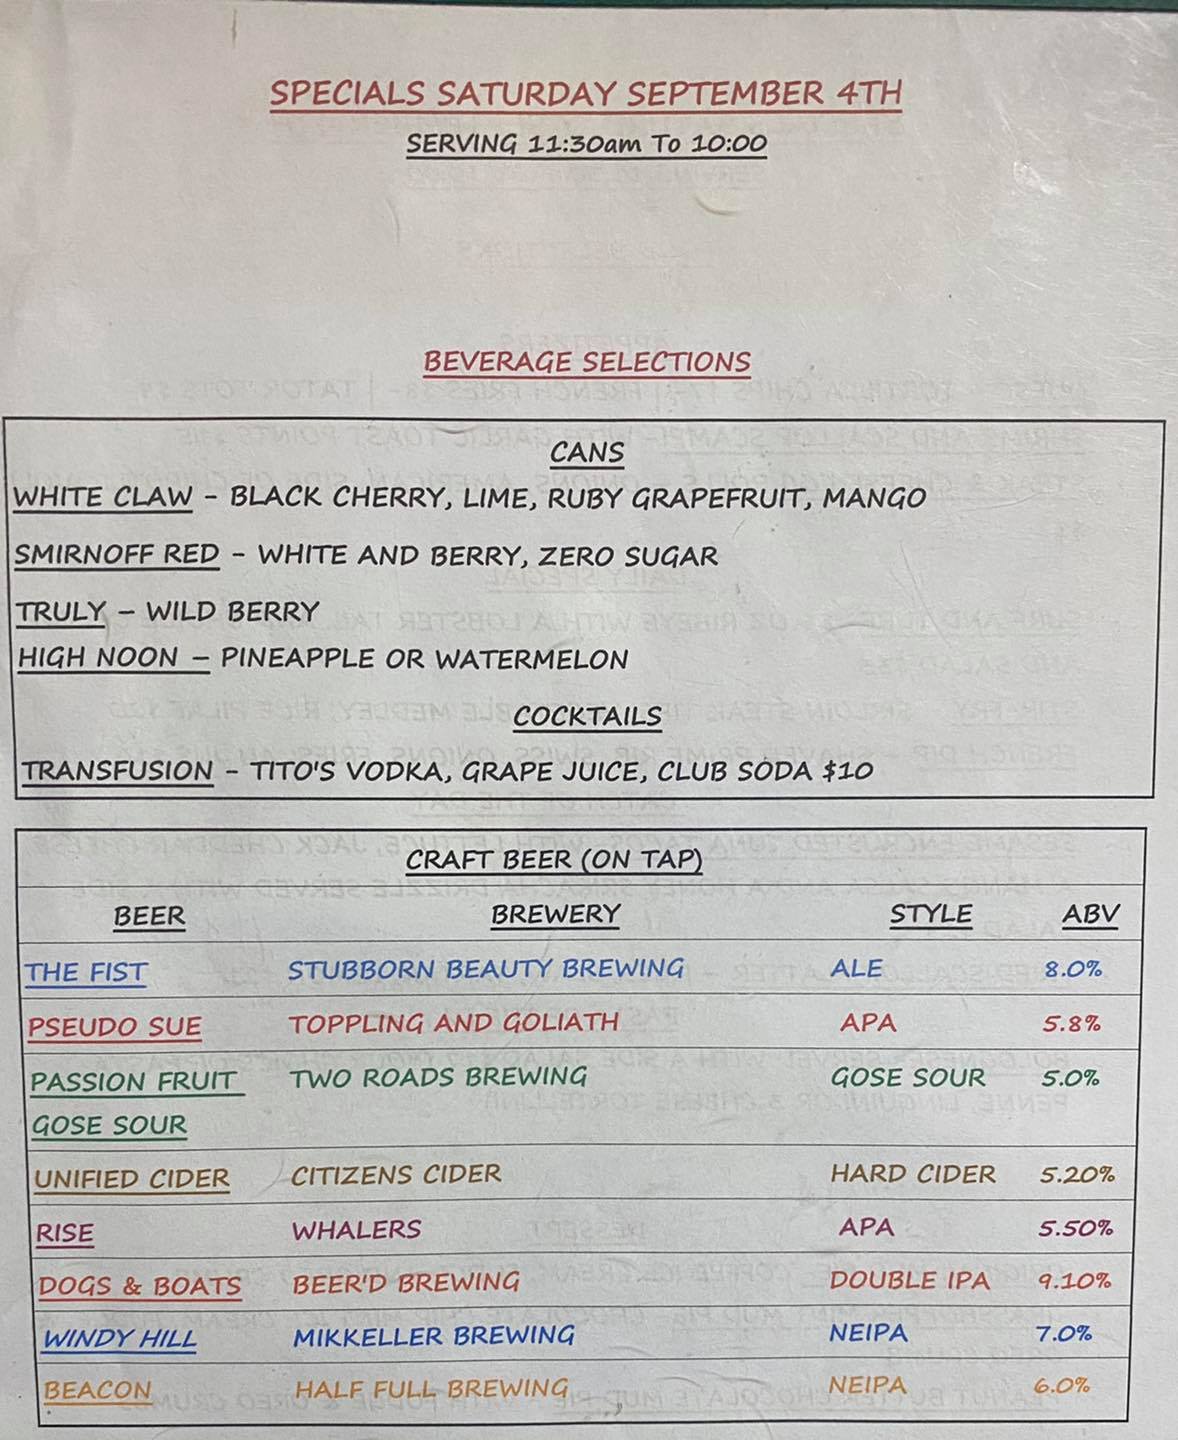 SPECIALS SATURDAY SEPTEMBER 4TH
SERVING 11:30am To 10:00
BEVERAGE SELECTIONS
CANS
WHITE CLAW - BLACK CHERRY, LIME, RUBY GRAPEFRUIT, MANGO
SMIRNOFF RED - WHITE AND BERRY, ZERO SUGAR
TRULY – WILD BERRY
HIGH NOON – PINEAPPLE OR WATERMELON
COCKTAILS
TRANSFUSION - TITO'S VODKA, GRAPE JUICE, CLUB SODA $10
CRAFT BEER (ON TAP)
BEER BREWERY STYLE ABV
THE FIST STUBBORN BEAUTY BREWING ALE 8.0%
PSEUDO SUE TOPPLING AND GOLIATH APA 5.8%
PASSION FRUIT TWO ROADS BREWING GOSE SOUR 5.0%
GOSE SOUR
UNIFIED CIDER CITIZENS CIDER HARD CIDER 5.20%
RISE WHALERS APA 5.50%
DOGS & BOATS BEER'D BREWING DOUBLE IPA 9.10%
WINDY HILL MIKKELLER BREWING NEIPA 7.0%
BEACON HALF FULL BREWING NEIPA 6.0%